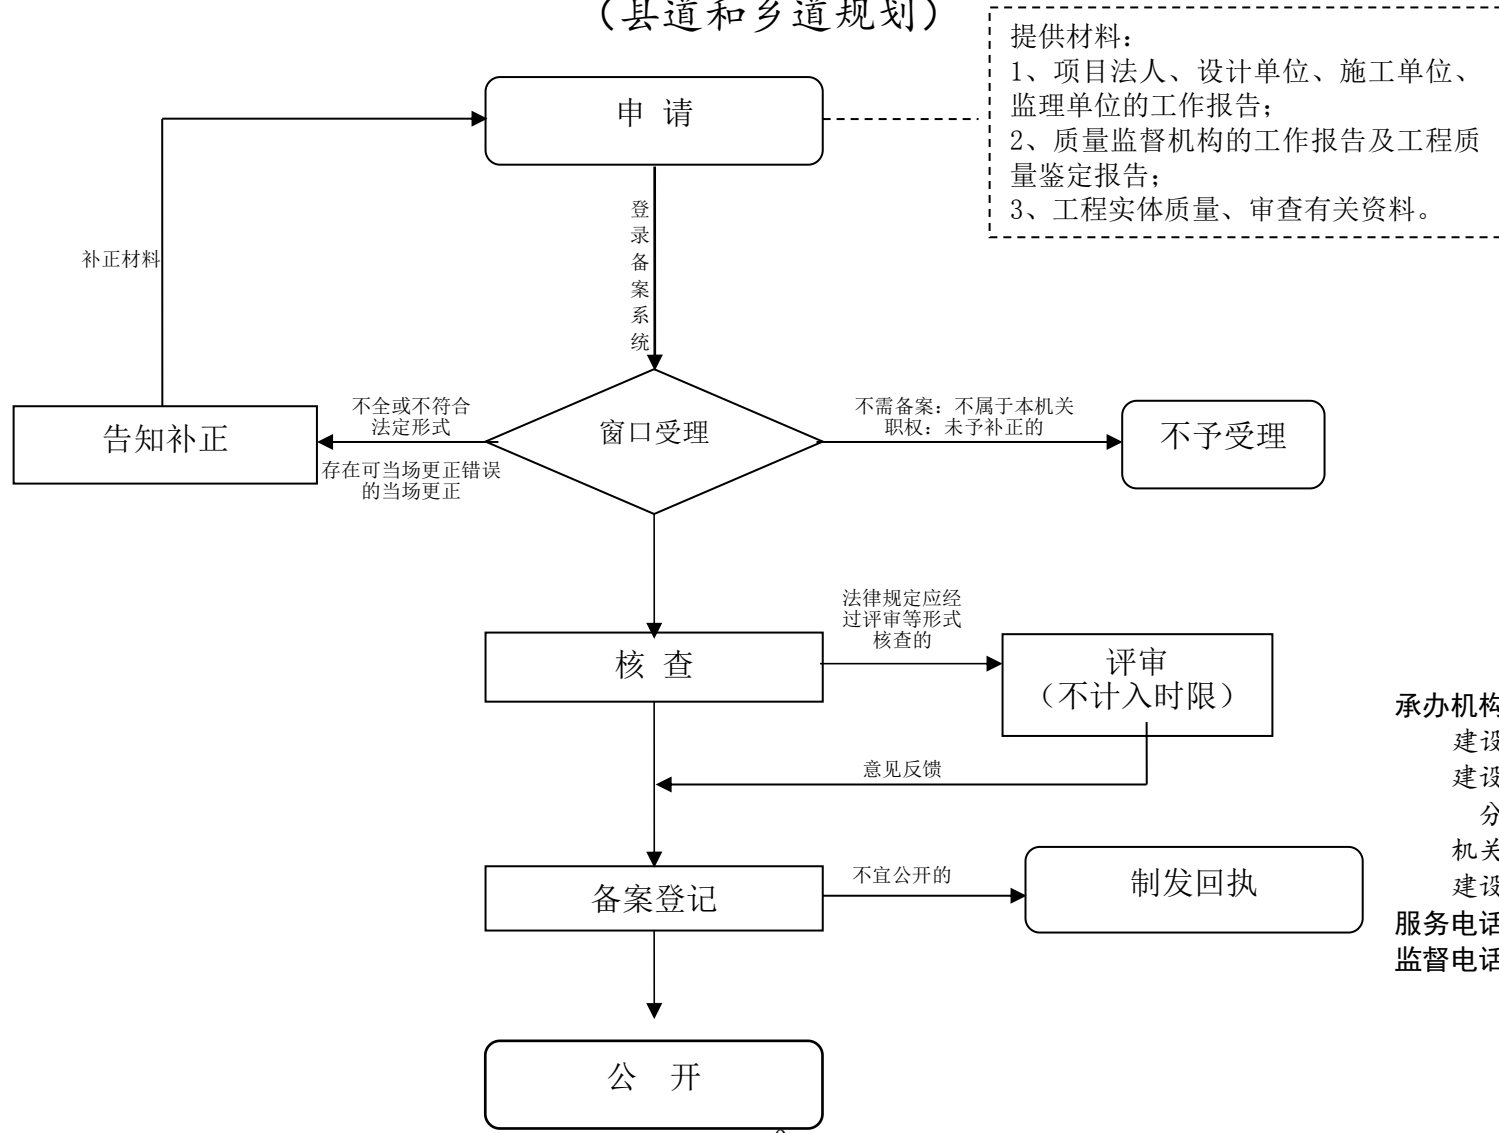 （县道和乡道规划）
提供材料：
1、项目法人、设计单位、施工单位、
监理单位的工作报告；
2、质量监督机构的工作报告及工程质
量鉴定报告；
3、工程实体质量、审查有关资料。
申 请
登录备案系统
补正材料
告知补正
不全或不符合
法定形式
存在可当场更正错误
的当场更正
窗口受理
不需备案：不属于本机关
职权：未予补正的
不予受理
法律规定应经
过评审等形式
核查的
核 查
评审
（不计入时限）
意见反馈
承办机构
建设
建设
分
机关
建设
服务电话
监督电话
备案登记
不宜公开的
制发回执
公 开